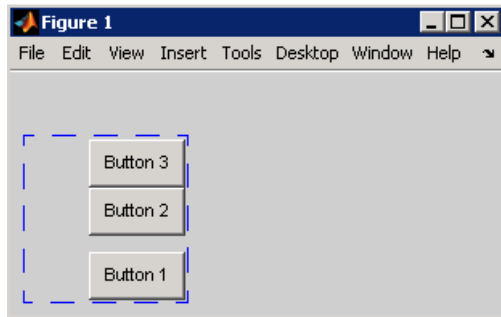 Figure 1
File Edit View Insert Tools Desktop Window Help
Button 3
Button 2
Button 1